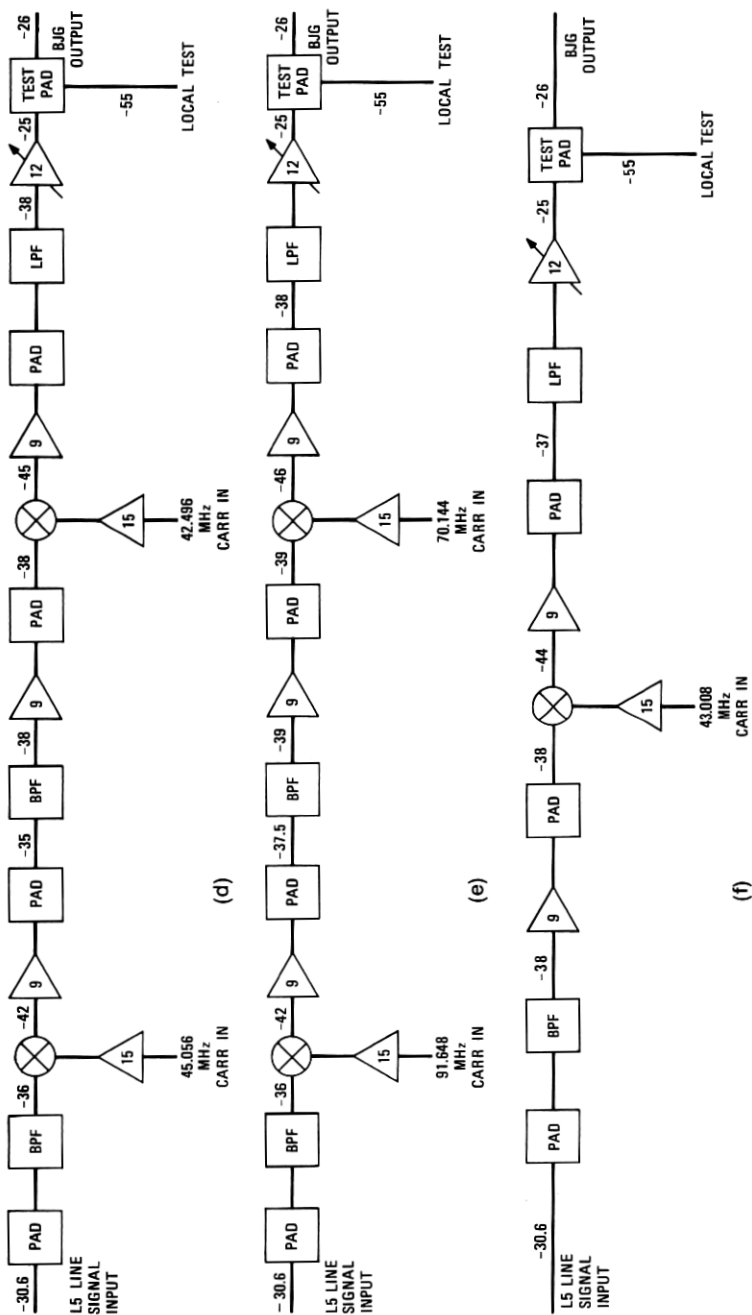 -30.6
L5 LINE
SIGNAL
INPUT
PAD
BPF
-36
15
45.056
MHz
CARR IN
-42
9
PAD
-35
BPF
-38
9
PAD
-38
15
42.496
MHz
CARR IN
-45
9
PAD
LPF
-38
12
-25
TEST
PAD
-26
BJG
OUTPUT
-55
LOCAL TEST
(d)
-30.6
L5 LINE
SIGNAL
INPUT
PAD
BPF
-36
15
91.648
MHz
CARR IN
-42
9
PAD
-37.5
BPF
-39
9
PAD
-39
15
70.144
MHz
CARR IN
-46
9
PAD
-38
LPF
12
-25
TEST
PAD
-26
BJG
OUTPUT
-55
LOCAL TEST
(e)
-30.6
L5 LINE
SIGNAL
INPUT
PAD
BPF
-38
9
PAD
-38
15
43.008
MHz
CARR IN
-44
9
PAD
-37
LPF
12
-25
TEST
PAD
-26
BJG
OUTPUT
-55
LOCAL TEST
(f)